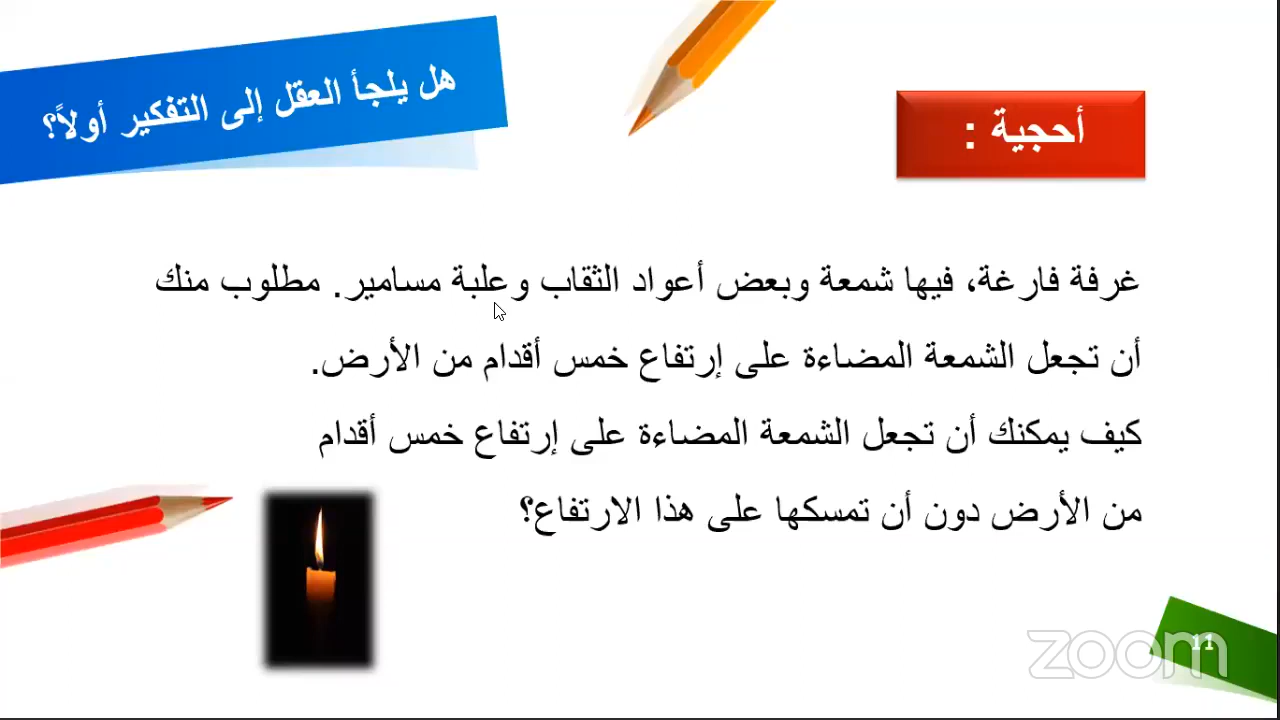 هل يلجأ العقل إلى التفكير أولاً؟
أحجية :
غرفة فارغة، فيها شمعة وبعض أعواد الثقاب وعلبة مسامير. مطلوب منك
أن تجعل الشمعة المضاءة على إرتفاع خمس أقدام من الأرض.
كيف يمكنك أن تجعل الشمعة المضاءة على إرتفاع خمس أقدام
من الأرض دون أن تمسكها على هذا الارتفاع؟
11
zoom